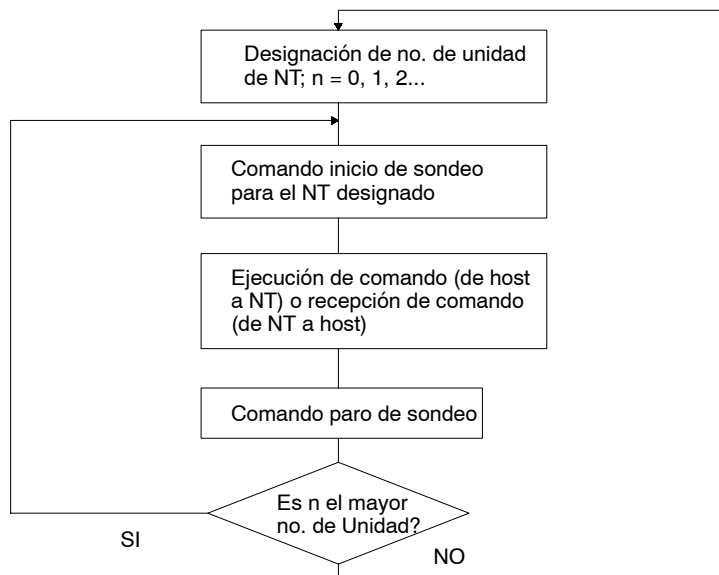 Designación de no. de unidad
de NT; n = 0, 1, 2...
Comando inicio de sondeo
para el NT designado
Ejecución de comando (de host
a NT) o recepción de comando
(de NT a host)
Comando paro de sondeo
Es n el mayor
no. de Unidad?
SI
NO